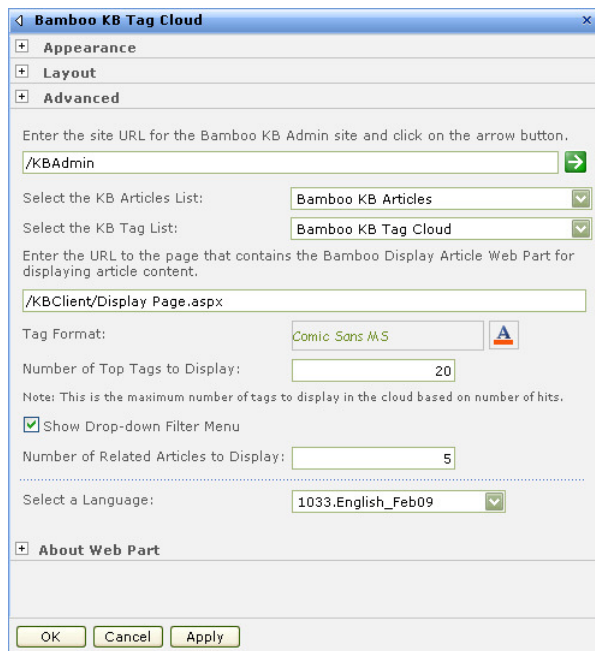 Bamboo KB Tag Cloud
Appearance
Layout
Advanced
Enter the site URL for the Bamboo KB Admin site and click on the arrow button.
/KBAdmin
Select the KB Articles List: Bamboo KB Articles
Select the KB Tag List: Bamboo KB Tag Cloud
Enter the URL to the page that contains the Bamboo Display Article Web Part for
displaying article content.
/KBClient/Display Page.aspx
Tag Format: Comic Sans MS A
Number of Top Tags to Display: 20
Note: This is the maximum number of tags to display in the cloud based on number of hits.
Show Drop-down Filter Menu
Number of Related Articles to Display: 5
Select a Language: 1033.English_Feb09
About Web Part
OK Cancel Apply